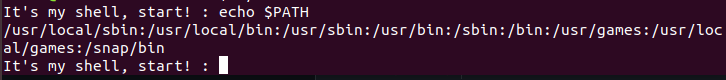 It's my shell, start! : echo $PATH
/usr/local/sbin:/usr/local/bin:/usr/sbin:/usr/bin:/sbin:/bin:/usr/games:/usr/loc
al/games:/snap/bin
It's my shell, start! :